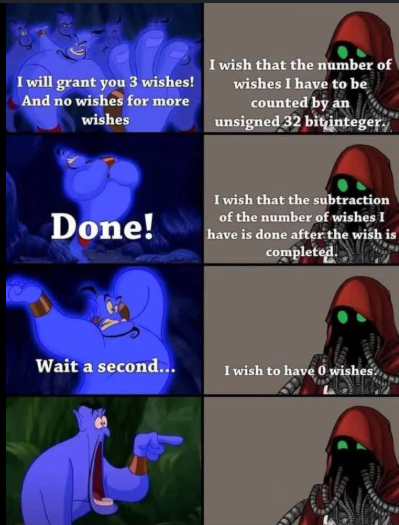 I will grant you 3 wishes!
And no wishes for more
wishes
I wish that the number of
wishes I have to be
counted by an
unsigned 32 bit integer.
Done!
I wish that the subtraction
of the number of wishes I
have is done after the wish is
completed.
Wait a second...
I wish to have 0 wishes.